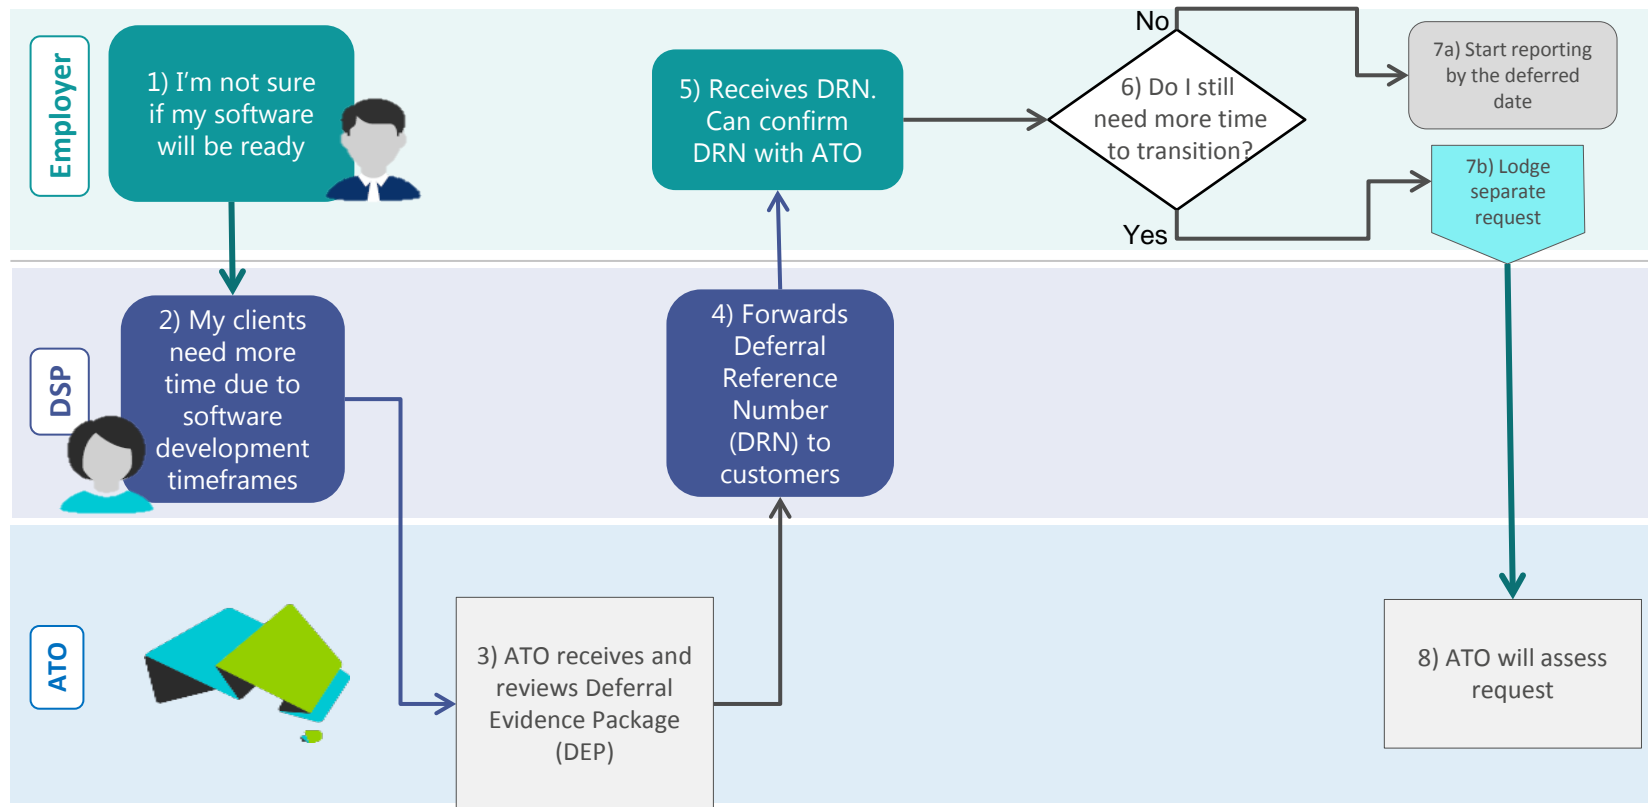 Employer
1) I'm not sure
if my software
will be ready
5) Receives DRN.
Can confirm
DRN with ATO
No
6) Do I still
need more time
to transition?
Yes
7a) Start reporting
by the deferred
date
7b) Lodge
separate
request
DSP
2) My clients
need more
time due to
software
development
timeframes
4) Forwards
Deferral
Reference
Number
(DRN) to
customers
ATO
3) ATO receives and
reviews Deferral
Evidence Package
(DEP)
8) ATO will assess
request